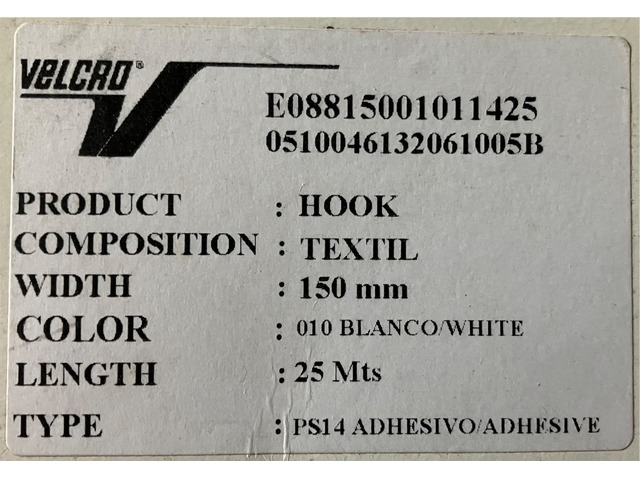 VELCRO®
E08815001011425
0510046132061005B
PRODUCT : HOOK
COMPOSITION : TEXTIL
WIDTH : 150 mm
COLOR : 010 BLANCO/WHITE
LENGTH : 25 Mts
TYPE : PS14 ADHESIVO/ADHESIVE